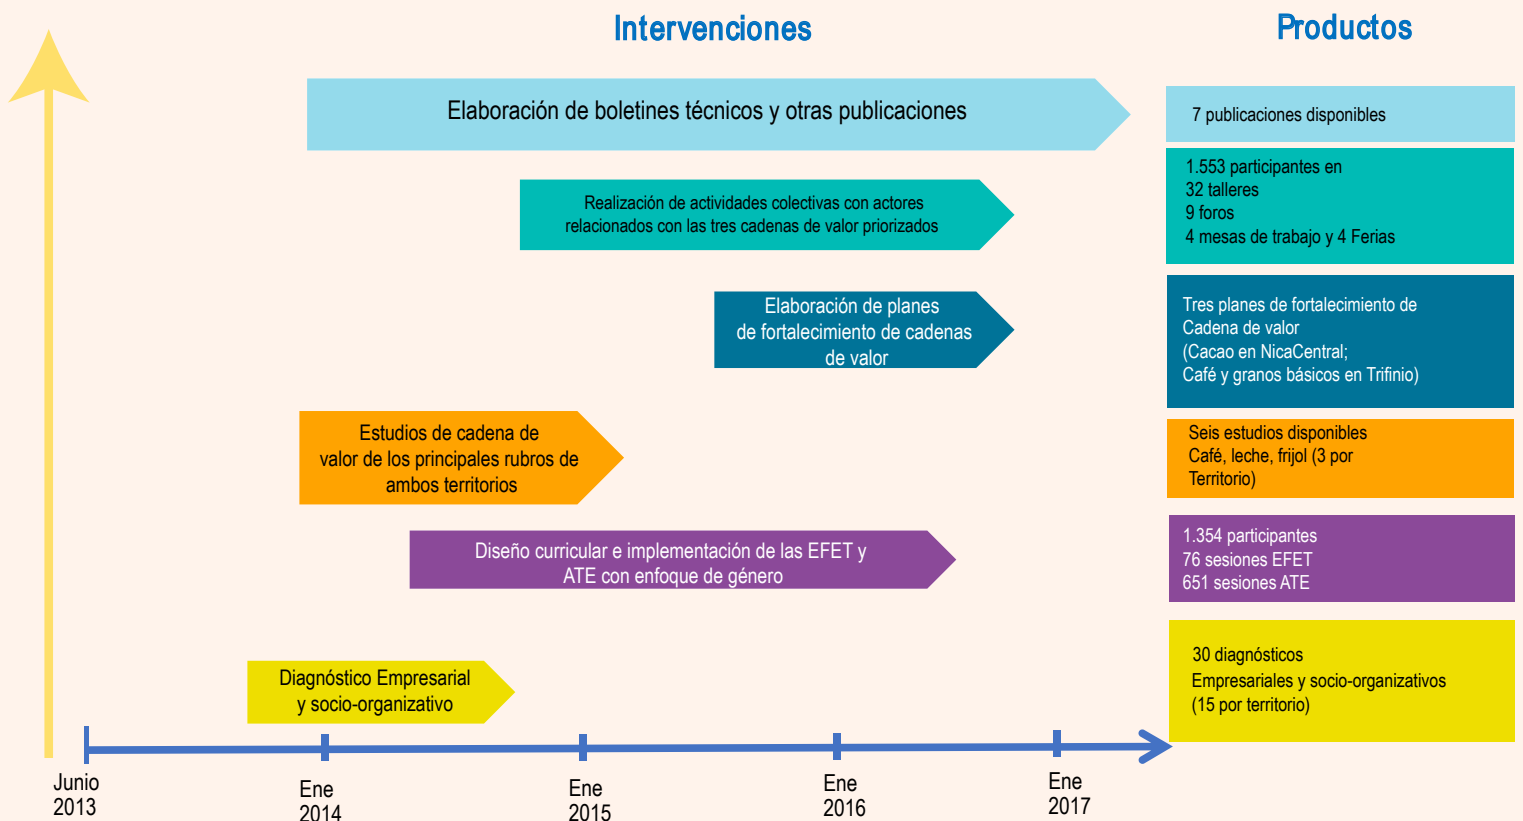 Intervenciones
Productos
Elaboración de boletines técnicos y otras publicaciones
7 publicaciones disponibles
Realización de actividades colectivas con actores
relacionados con las tres cadenas de valor priorizados
1.553 participantes en
32 talleres
9 foros
4 mesas de trabajo y 4 Ferias
Elaboración de planes
de fortalecimiento de cadenas
de valor
Tres planes de fortalecimiento de
Cadena de valor
(Cacao en NicaCentral;
Café y granos básicos en Trifinio)
Estudios de cadena de
valor de los principales rubros de
ambos territorios
Seis estudios disponibles
Café, leche, frijol (3 por
Territorio)
Diseño curricular e implementación de las EFET y
ATE con enfoque de género
1.354 participantes
76 sesiones EFET
651 sesiones ATE
Diagnóstico Empresarial
y socio-organizativo
30 diagnósticos
Empresariales y socio-organizativos
(15 por territorio)
Junio
2013
Ene
2014
Ene
2015
Ene
2016
Ene
2017